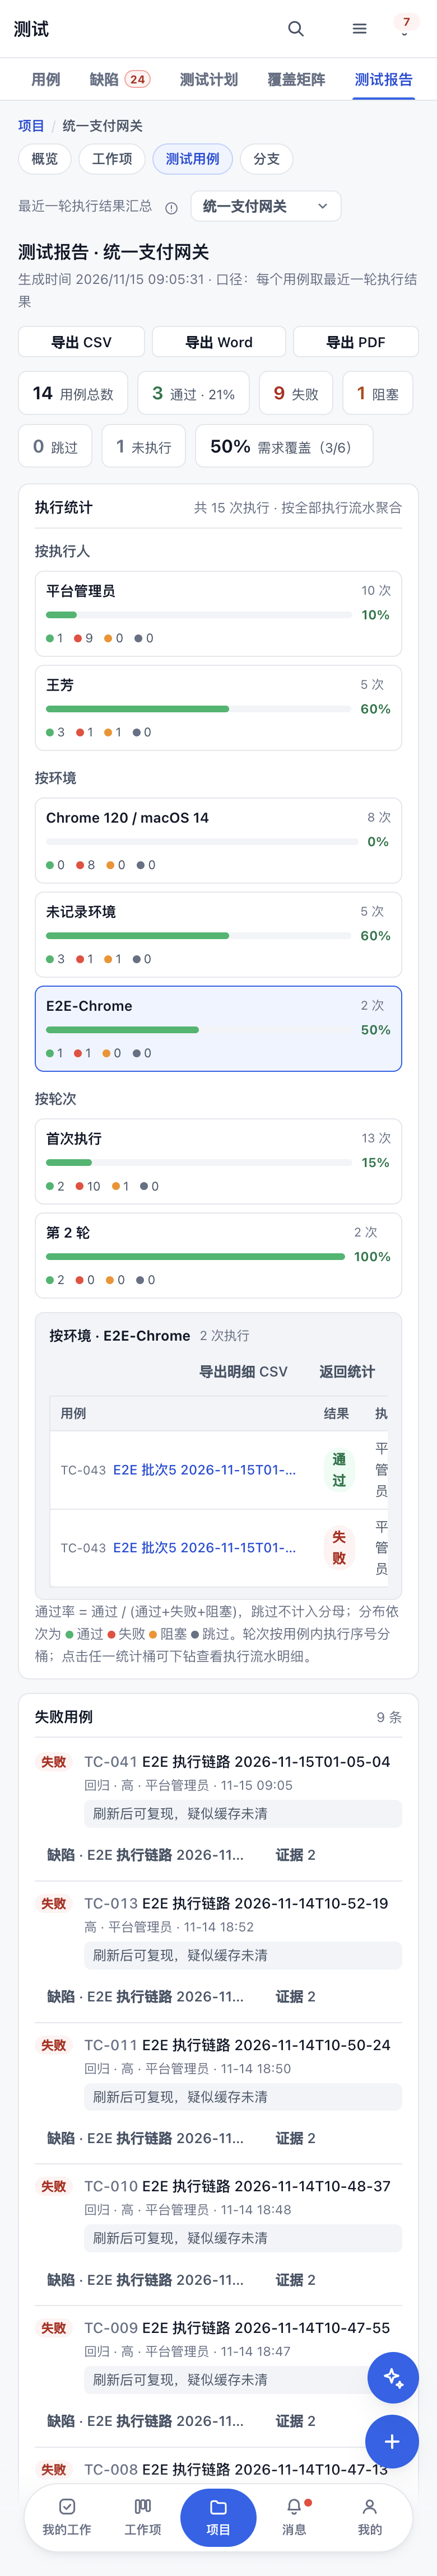 测试
7
用例 缺陷 24 测试计划 覆盖矩阵 测试报告
项目 / 统一支付网关
概览 工作项 测试用例 分支
最近一轮执行结果汇总 统一支付网关
测试报告 · 统一支付网关
生成时间 2026/11/15 09:05:31 · 口径：每个用例取最近一轮执行结
果
导出 CSV 导出 Word 导出 PDF
14 用例总数 3 通过 · 21% 9 失败 1 阻塞
0 跳过 1 未执行 50% 需求覆盖（3/6）
执行统计 共 15 次执行 · 按全部执行流水聚合
按执行人
平台管理员 10 次
10%
1 9 0 0
王芳 5 次
60%
3 1 1 0
按环境
Chrome 120 / macOS 14 8 次
0%
0 8 0 0
未记录环境 5 次
60%
3 1 1 0
E2E-Chrome 2 次
50%
1 1 0 0
按轮次
首次执行 13 次
15%
2 10 1 0
第 2 轮 2 次
100%
2 0 0 0
按环境 · E2E-Chrome 2 次执行
导出明细 CSV 返回统计
用例 结果 执
TC-043 E2E 批次5 2026-11-15T01-... 通过 平管员
TC-043 E2E 批次5 2026-11-15T01-... 失败 平管员
通过率 = 通过 / (通过+失败+阻塞)，跳过不计入分母；分布依
次为 通过 失败 阻塞 跳过。轮次按用例内执行序号分
桶；点击任一统计桶可下钻查看执行流水明细。
失败用例 9 条
失败 TC-041 E2E 执行链路 2026-11-15T01-05-04
回归 · 高 · 平台管理员 · 11-15 09:05
刷新后可复现，疑似缓存未清
缺陷 · E2E 执行链路 2026-11... 证据 2
失败 TC-013 E2E 执行链路 2026-11-14T10-52-19
高 · 平台管理员 · 11-14 18:52
刷新后可复现，疑似缓存未清
缺陷 · E2E 执行链路 2026-11... 证据 2
失败 TC-011 E2E 执行链路 2026-11-14T10-50-24
回归 · 高 · 平台管理员 · 11-14 18:50
刷新后可复现，疑似缓存未清
缺陷 · E2E 执行链路 2026-11... 证据 2
失败 TC-010 E2E 执行链路 2026-11-14T10-48-37
回归 · 高 · 平台管理员 · 11-14 18:48
刷新后可复现，疑似缓存未清
缺陷 · E2E 执行链路 2026-11... 证据 2
失败 TC-009 E2E 执行链路 2026-11-14T10-47-55
回归 · 高 · 平台管理员 · 11-14 18:47
刷新后可复现，疑似缓存未清
缺陷 · E2E 执行链路 2026-11... 证据 2
失败 TC-008 E2E 执行链路 2026-11-14T10-47-13
我的工作 工作项 项目 消息 我的